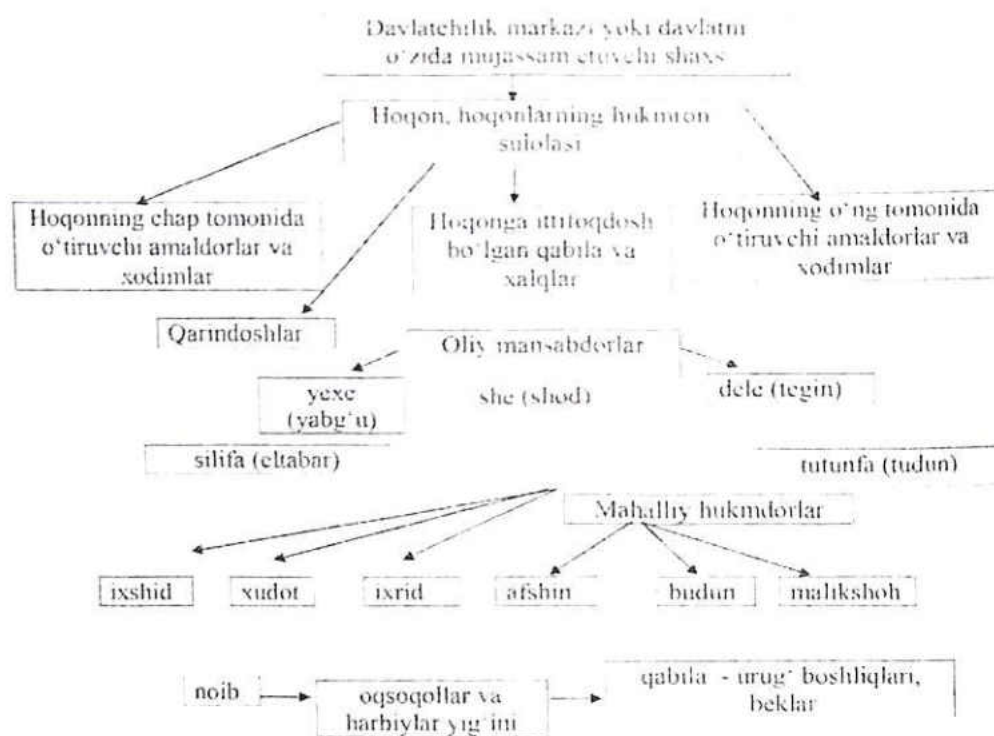 Davlatchilik markazi yoki davlatni
o‘zida mujassam etuvchi shaxs
Hoqon, hoqonlarning hukmron
sulolasi
Hoqonning chap tomonida
o‘tiruvchi amaldorlar va
xodimlar
Hoqonga ittifoqdosh
bo‘lgan qabila va
xalqlar
Hoqonning o‘ng tomonida
o‘tiruvchi amaldorlar va
xodimlar
Qarindoshlar
Oliy mansabdorlar
yexe
(yabg‘u)
she (shod)
dele (tegin)
silifa (eltabar)
tutunfa (tudun)
Mahalliy hukmdorlar
ixshid
xudot
ixrid
afshin
budun
malikshoh
noib
oqsoqollar va
harbiylar yig‘ini
qabila - urug‘ boshliqlari,
beklar